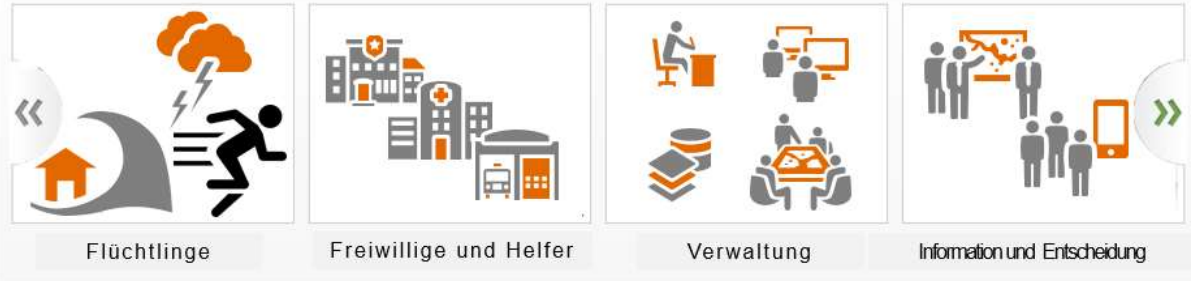 Flüchtlinge
Freiwillige und Helfer
Verwaltung
Information und Entscheidung